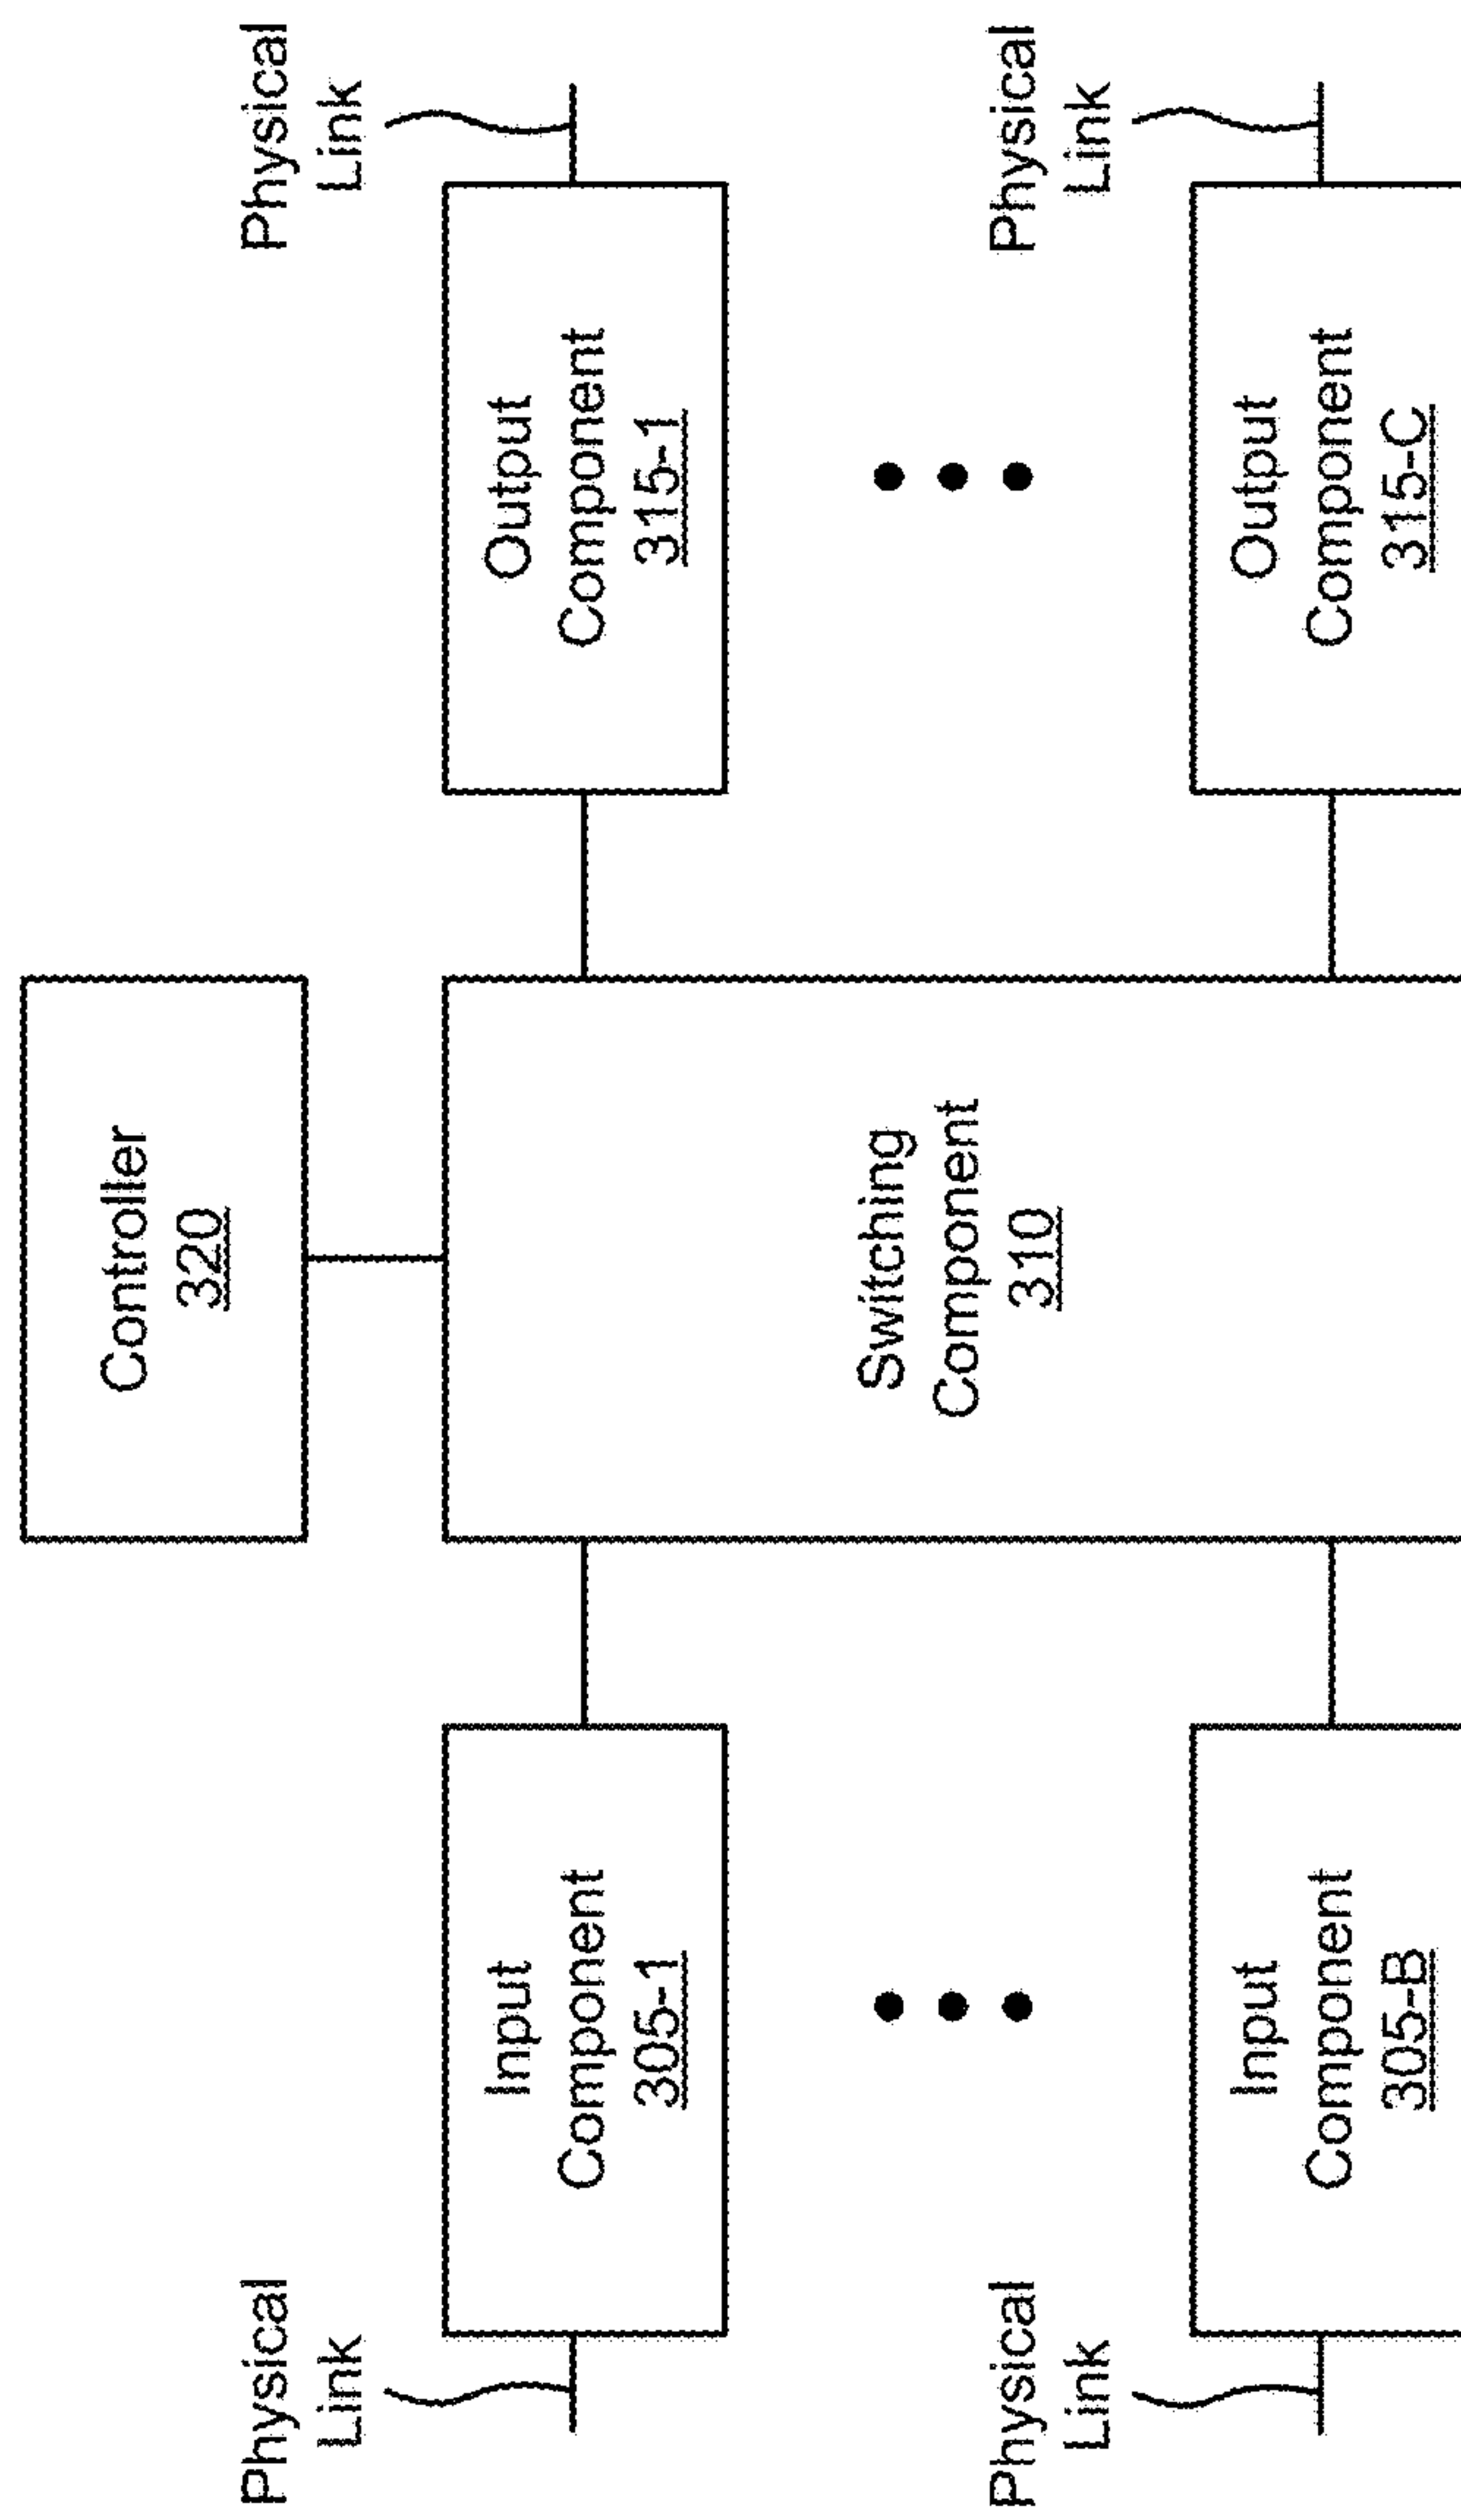 Controller
320
Physical
Link
Physical
Link
Input
Component
305-1
Switching
Component
310
Output
Component
315-1
Physical
Link
Physical
Link
Input
Component
305-B
Output
Component
315-C